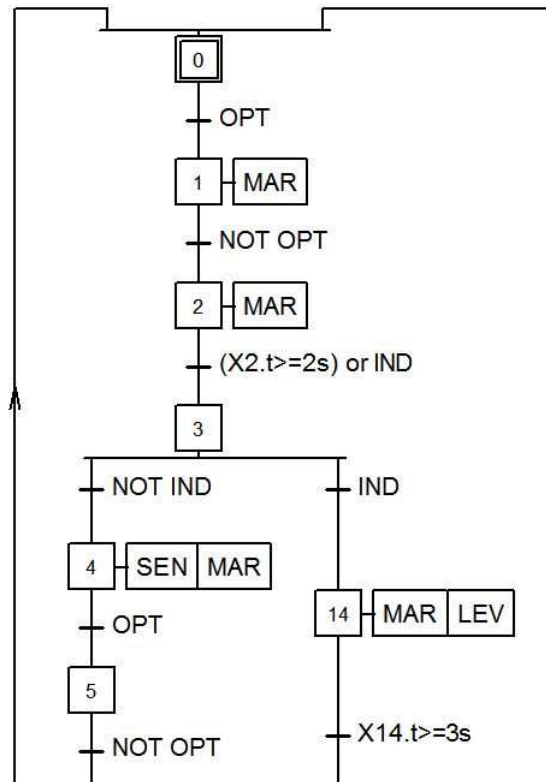 0
OPT
1 MAR
NOT OPT
2 MAR
(X2.t>=2s) or IND
3
NOT IND IND
4 SEN MAR
14 MAR LEV
OPT
5
X14.t>=3s
NOT OPT